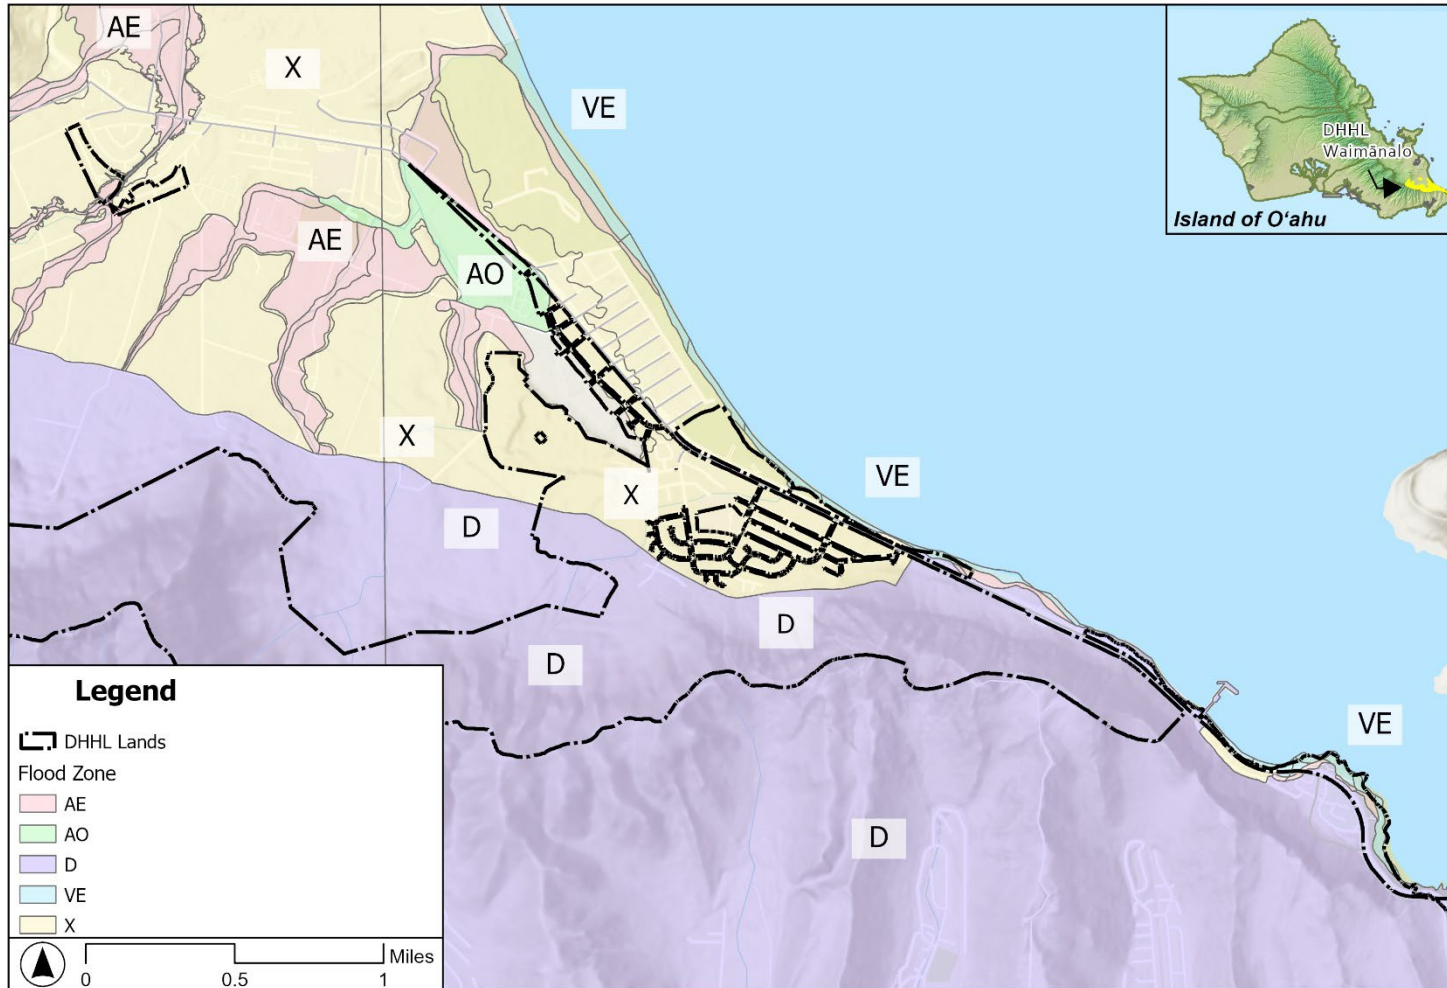 AE
X
VE
DHHL
Waimānalo
Island of Oʻahu
AE
AO
X
X
VE
D
D
D
VE
D
Legend
DHHL Lands
Flood Zone
AE
AO
D
VE
X
Miles
0 0.5 1